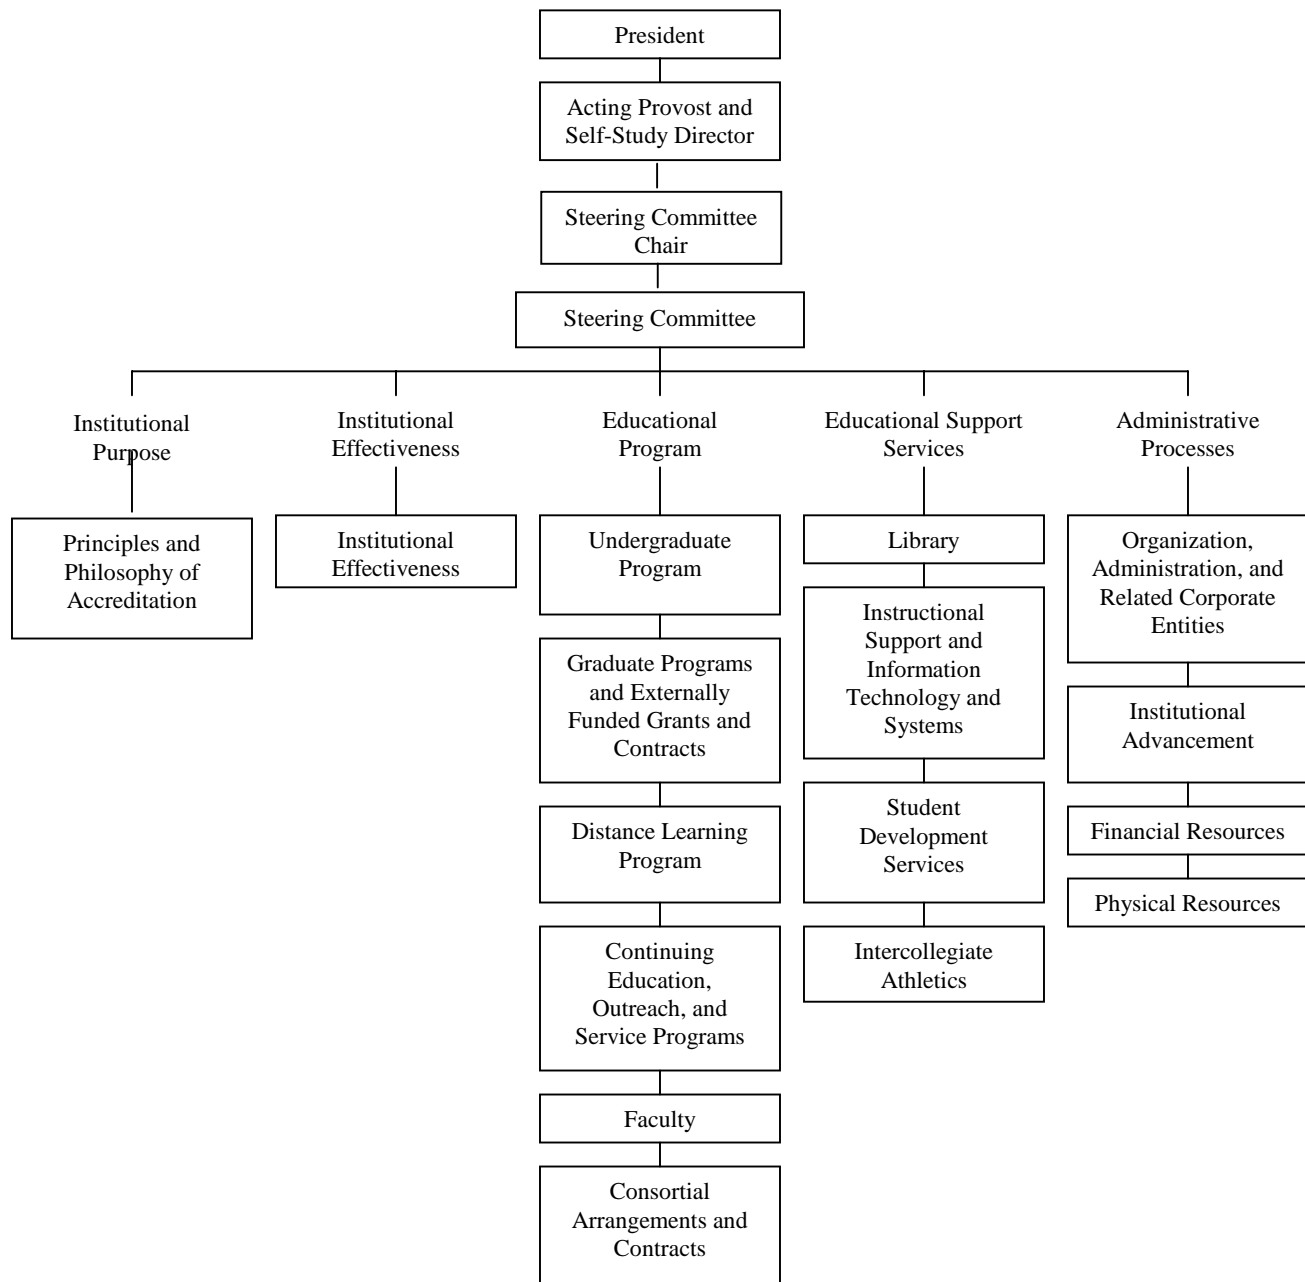 President
Acting Provost and
Self-Study Director
Steering Committee
Chair
Steering Committee
Institutional
Purpose
Institutional
Effectiveness
Educational
Program
Educational Support
Services
Administrative
Processes
Principles and
Philosophy of
Accreditation
Institutional
Effectiveness
Undergraduate
Program
Graduate Programs
and Externally
Funded Grants and
Contracts
Distance Learning
Program
Continuing
Education,
Outreach, and
Service Programs
Faculty
Consortial
Arrangements and
Contracts
Library
Instructional
Support and
Information
Technology and
Systems
Student
Development
Services
Intercollegiate
Athletics
Organization,
Administration, and
Related Corporate
Entities
Institutional
Advancement
Financial Resources
Physical Resources